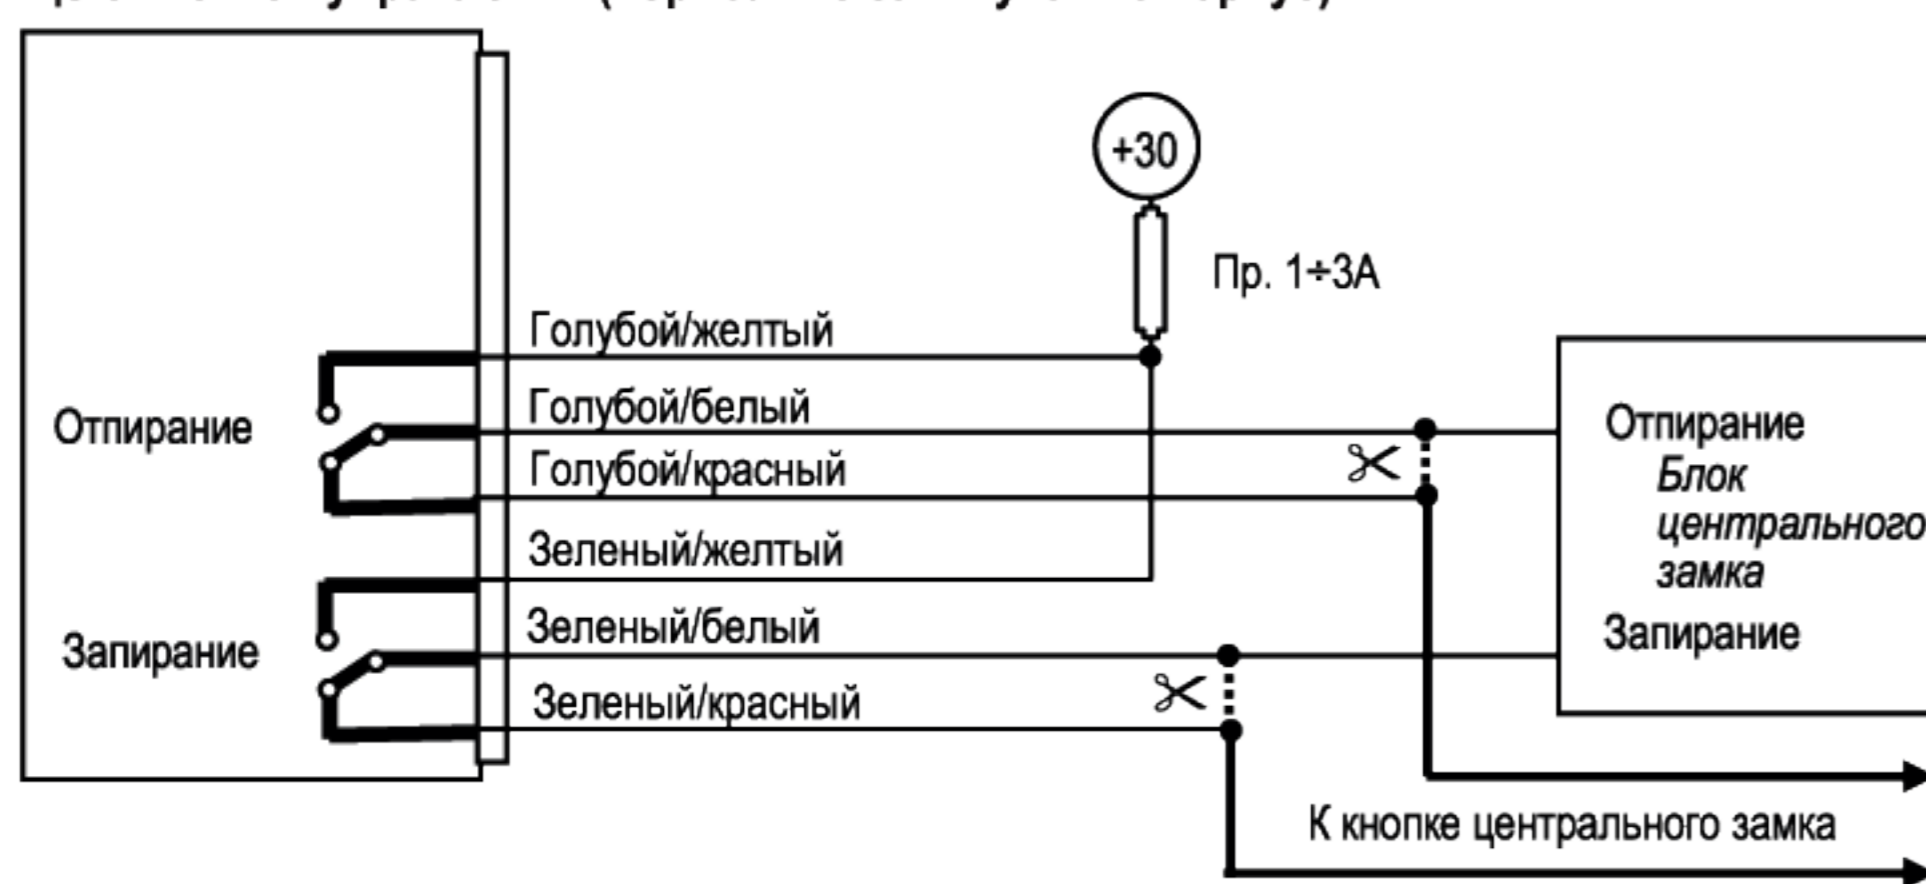 +30
Пр. 1÷3А
Голубой/желтый
Голубой/белый
Отпирание
Голубой/красный
Зеленый/желтый
Зеленый/белый
Запирание
Зеленый/красный
Отпирание
Блок
центрального
замка
Запирание
К кнопке центрального замка